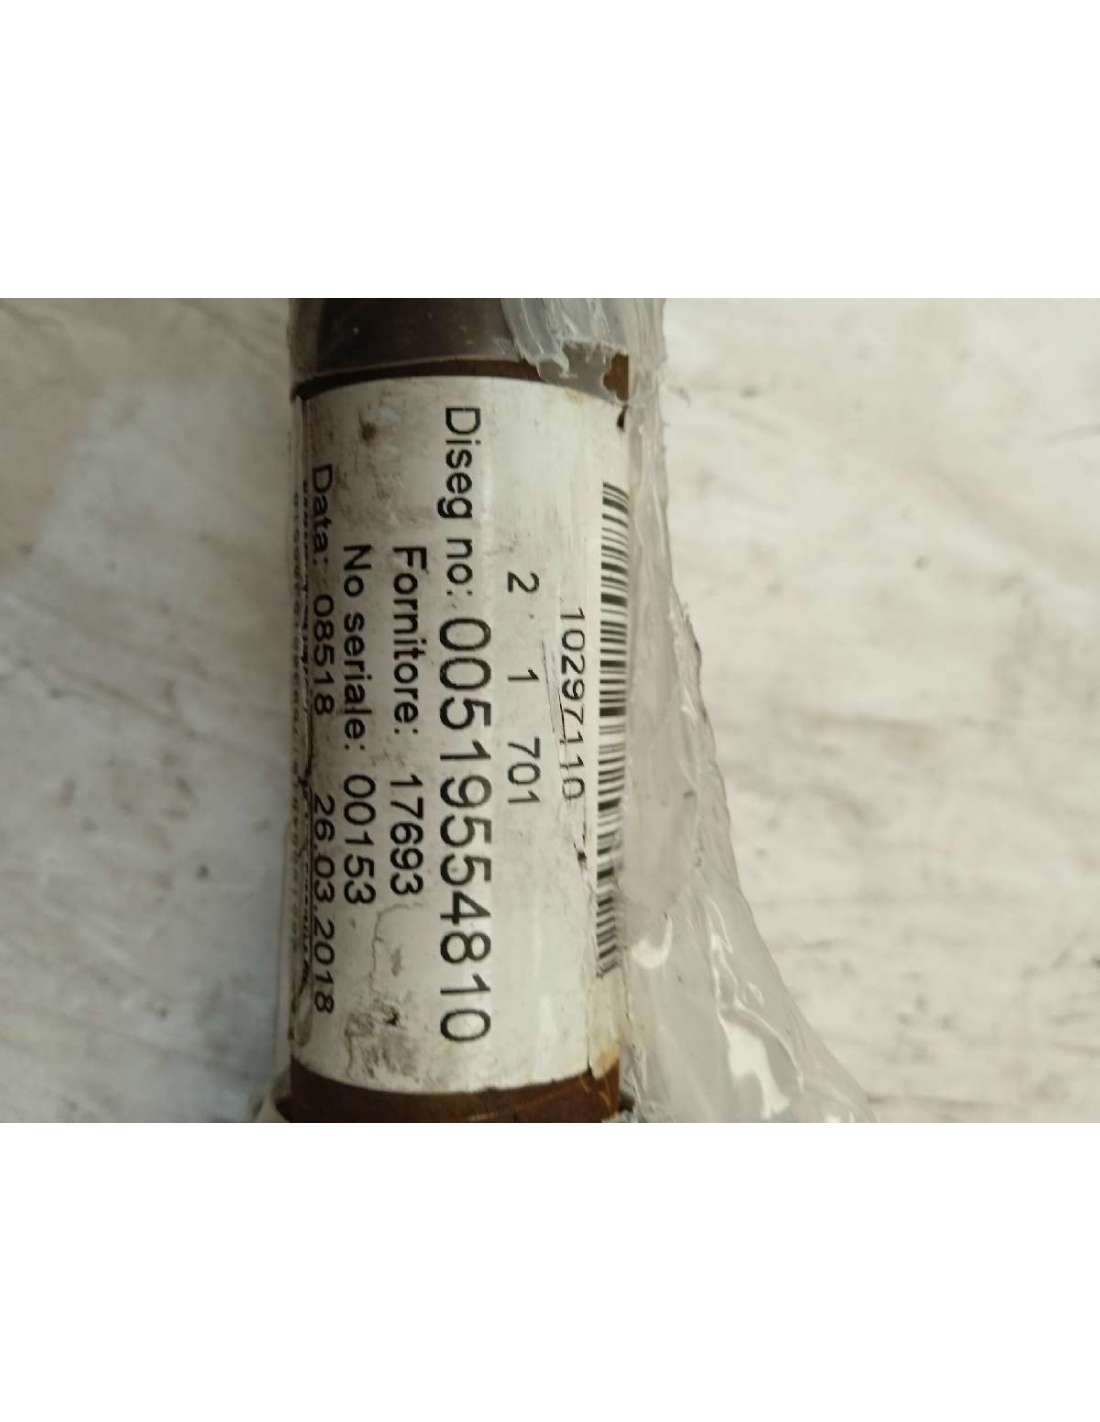 10297110
2 1 701
Diseg no: 00519554810
Fornitore: 17693
No seriale: 00153
Data: 08518 26.03.2018